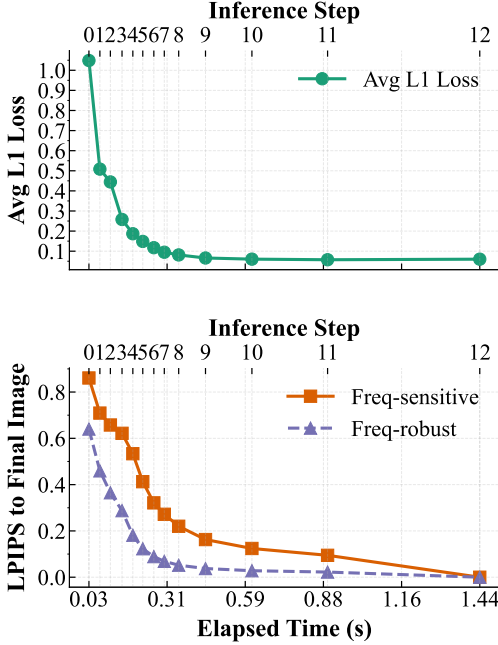 Inference Step
0 1 2 3 4 5 6 7 8 9 10 11 12
Avg L1 Loss
1.0
0.9
0.8
0.7
0.6
0.5
0.4
0.3
0.2
0.1
Avg L1 Loss
Inference Step
0 1 2 3 4 5 6 7 8 9 10 11 12
LPIPS to Final Image
0.8
0.6
0.4
0.2
0.0
Freq-sensitive
Freq-robust
0.03 0.31 0.59 0.88 1.16 1.44
Elapsed Time (s)